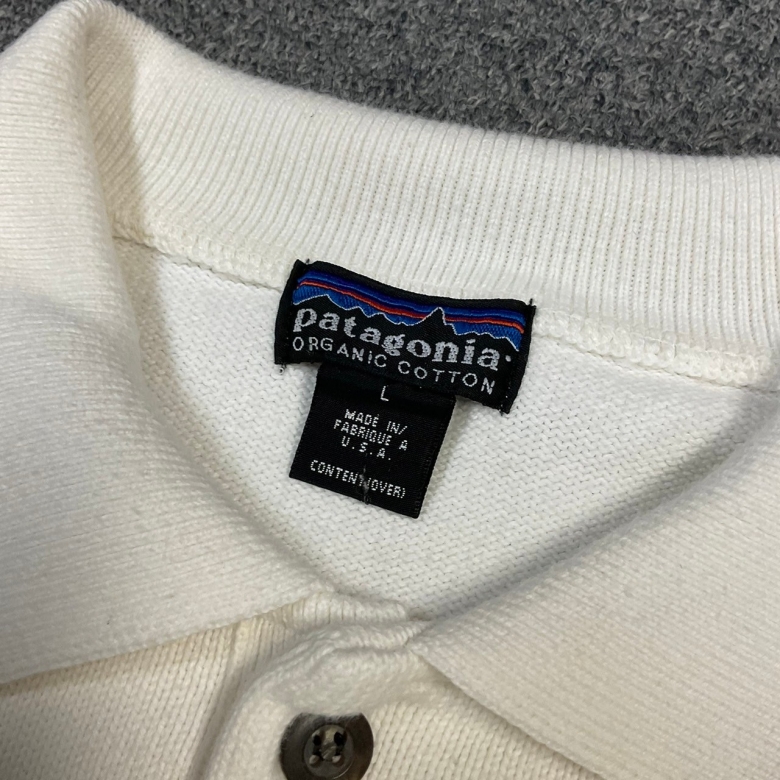 patagonia
ORGANIC COTTON
L
MADE IN/
FABRIQUE A
U.S.A.
CONTENT(OVER)